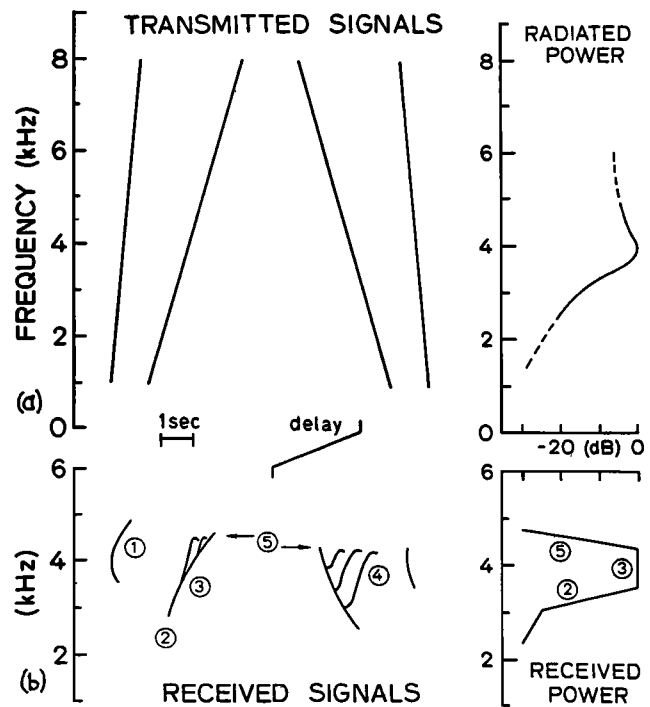 TRANSMITTED SIGNALS
RADIATED
POWER
FREQUENCY (kHz)
8
6
4
2
0
(a)
8
6
4
2
0
-20 (dB) 0
1sec
delay
6
4
2
(kHz)
(b)
①
②
③
⑤
④
RECEIVED SIGNALS
6
4
2
⑤
③
②
RECEIVED
POWER